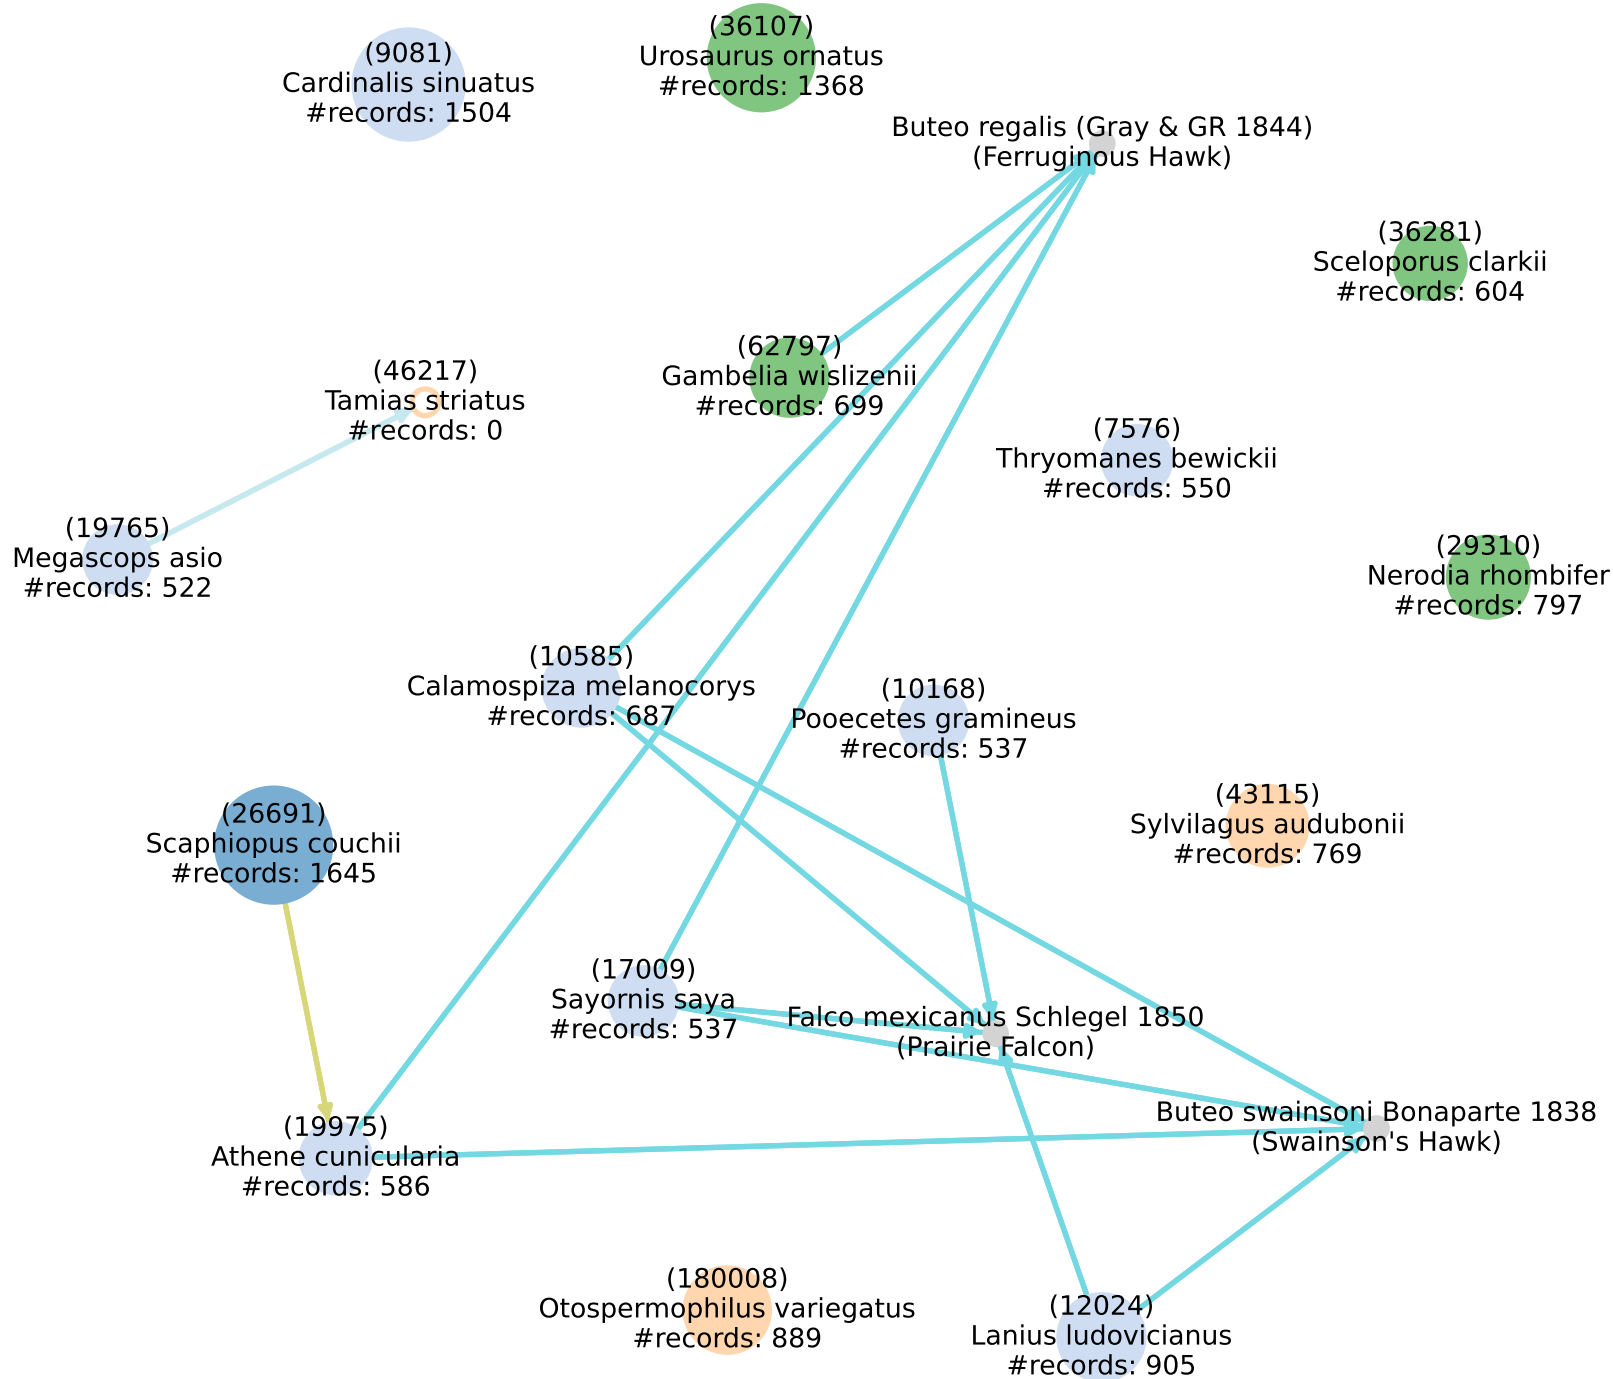 (36107)
Urosaurus ornatus
#records: 1368
(9081)
Cardinalis sinuatus
#records: 1504
Buteo regalis (Gray & GR 1844)
(Ferruginous Hawk)
(36281)
Sceloporus clarkii
#records: 604
(62797)
Gambelia wislizenii
#records: 699
(46217)
Tamias striatus
#records: 0
(7576)
Thryomanes bewickii
#records: 550
(19765)
Megascops asio
#records: 522
(29310)
Nerodia rhombifer
#records: 797
(10585)
Calamospiza melanocorys
#records: 687
(10168)
Pooecetes gramineus
#records: 537
(43115)
Sylvilagus audubonii
#records: 769
(26691)
Scaphiopus couchii
#records: 1645
(17009)
Sayornis saya
#records: 537
Falco mexicanus Schlegel 1850
(Prairie Falcon)
Buteo swainsoni Bonaparte 1838
(Swainson's Hawk)
(19975)
Athene cunicularia
#records: 586
(180008)
Otospermophilus variegatus
#records: 889
(12024)
Lanius ludovicianus
#records: 905